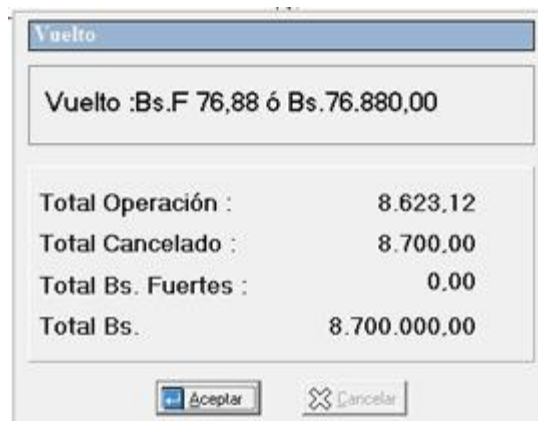 Vuelto
Vuelto :Bs.F 76,88 ó Bs.76.880,00
Total Operación : 8.623,12
Total Cancelado : 8.700,00
Total Bs. Fuertes : 0,00
Total Bs. 8.700.000,00
Aceptar Cancelar